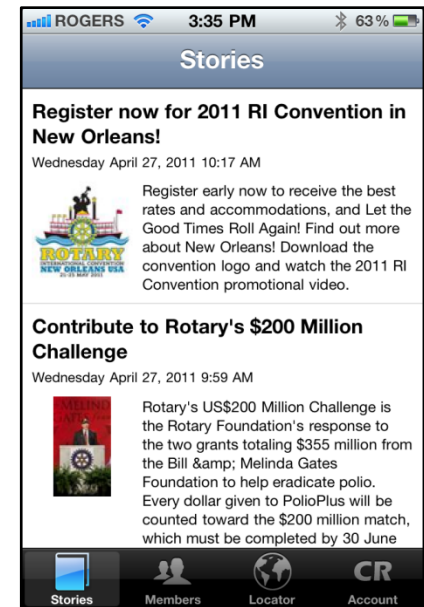 ROGERS 3:35 PM 63%
Stories
Register now for 2011 RI Convention in
New Orleans!
Wednesday April 27, 2011 10:17 AM
Register early now to receive the best
rates and accommodations, and Let the
Good Times Roll Again! Find out more
about New Orleans! Download the
convention logo and watch the 2011 RI
Convention promotional video.
ROTARY
INTERNATIONAL CONVENTION
NEW ORLEANS USA
21-25 MAY 2011
Contribute to Rotary's $200 Million
Challenge
Wednesday April 27, 2011 9:59 AM
Rotary's US$200 Million Challenge is
the Rotary Foundation's response to
the two grants totaling $355 million from
the Bill &amp; Melinda Gates
Foundation to help eradicate polio.
Every dollar given to PolioPlus will be
counted toward the $200 million match,
which must be completed by 30 June
Stories Members Locator CR Account